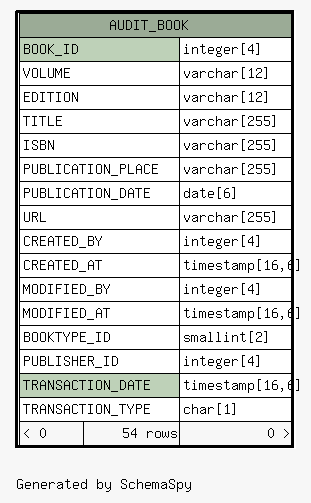 AUDIT_BOOK
BOOK_ID integer[4]
VOLUME varchar[12]
EDITION varchar[12]
TITLE varchar[255]
ISBN varchar[255]
PUBLICATION_PLACE varchar[255]
PUBLICATION_DATE date[6]
URL varchar[255]
CREATED_BY integer[4]
CREATED_AT timestamp[16,6]
MODIFIED_BY integer[4]
MODIFIED_AT timestamp[16,6]
BOOKTYPE_ID smallint[2]
PUBLISHER_ID integer[4]
TRANSACTION_DATE timestamp[16,6]
TRANSACTION_TYPE char[1]
< 0 54 rows 0 >
Generated by SchemaSpy